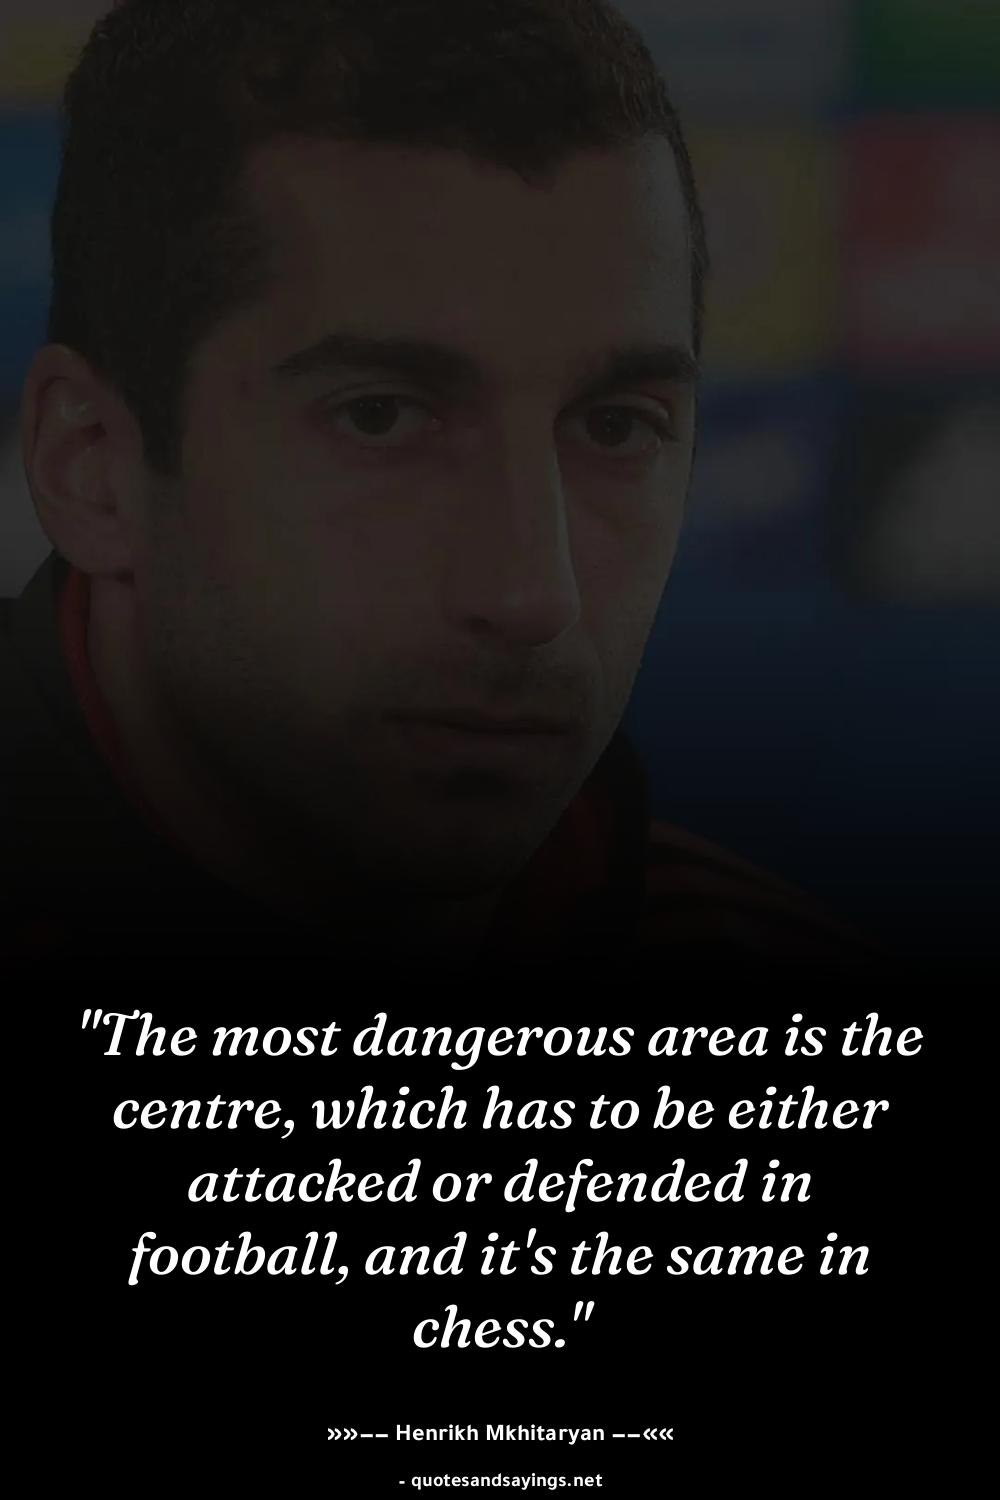 "The most dangerous area is the
centre, which has to be either
attacked or defended in
football, and it's the same in
chess."
»»−− Henrikh Mkhitaryan −−««
- quotesandsayings.net